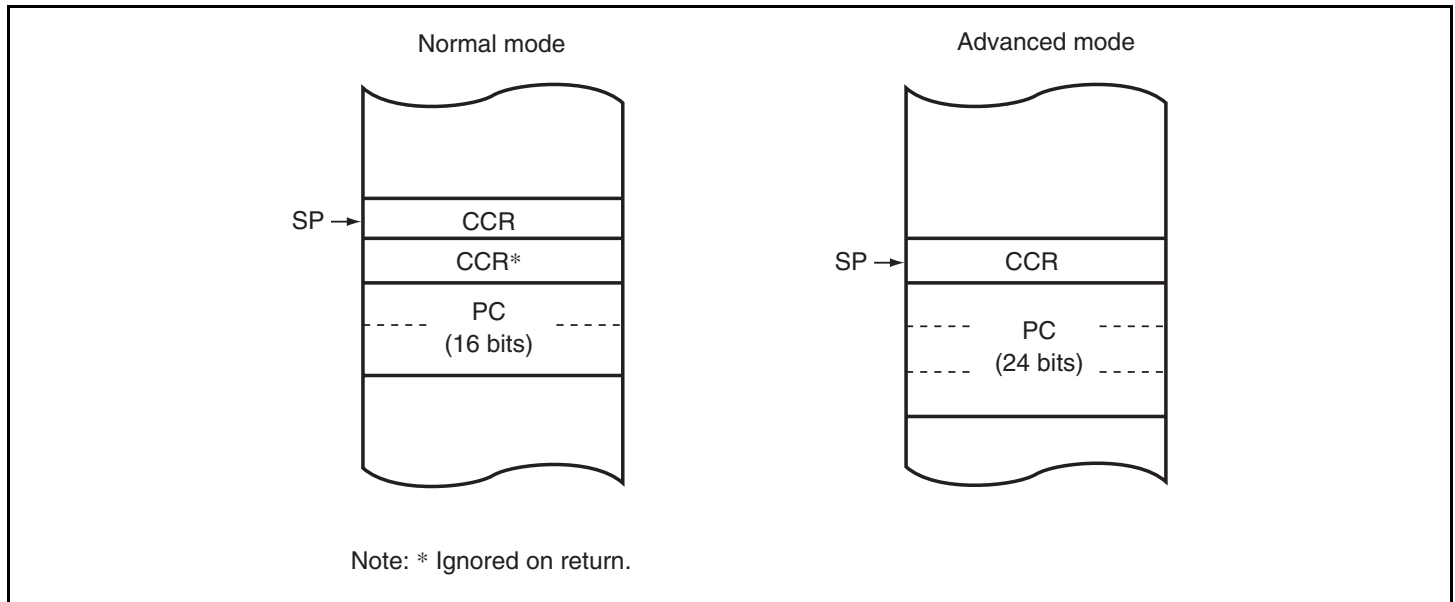 Normal mode
SP
CCR
CCR*
PC
(16 bits)
Advanced mode
SP
CCR
PC
(24 bits)
Note: * Ignored on return.